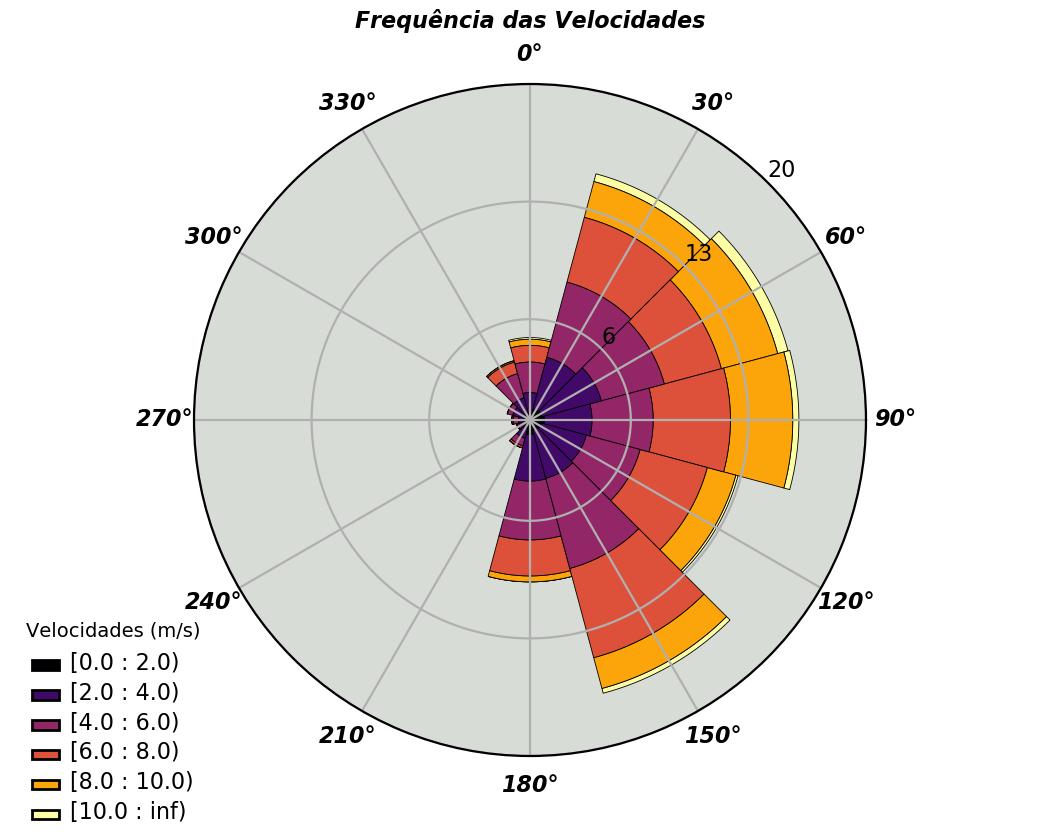 Frequência das Velocidades
0°
330°
30°
20
300°
60°
13
6
270°
90°
240°
120°
210°
150°
180°
Velocidades (m/s)
[0.0 : 2.0)
[2.0 : 4.0)
[4.0 : 6.0)
[6.0 : 8.0)
[8.0 : 10.0)
[10.0 : inf)